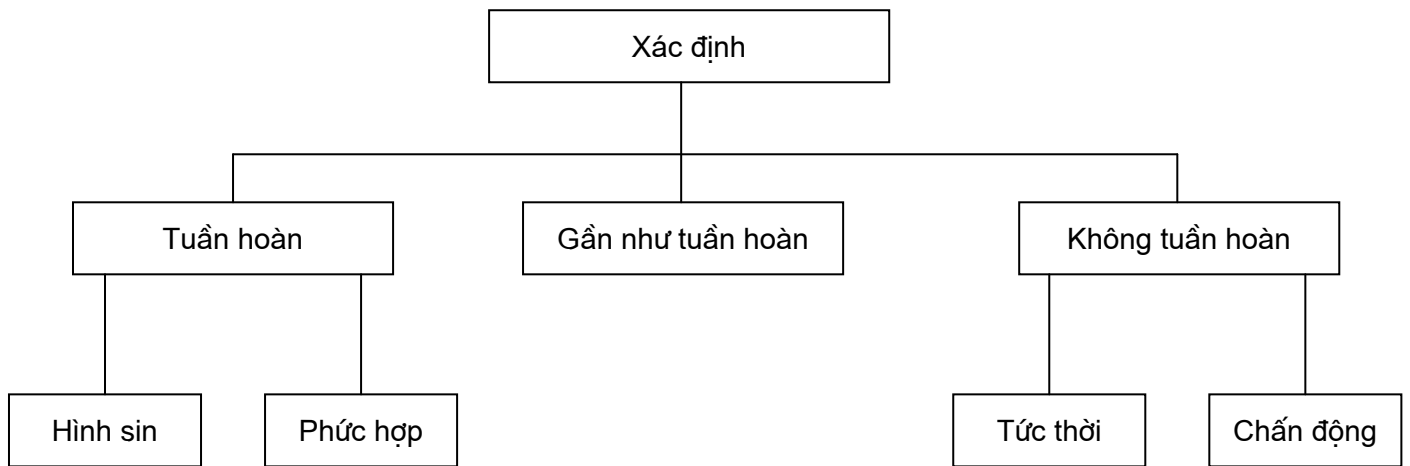 Xác định
Tuần hoàn
Gần như tuần hoàn
Không tuần hoàn
Hình sin
Phức hợp
Tức thời
Chấn động